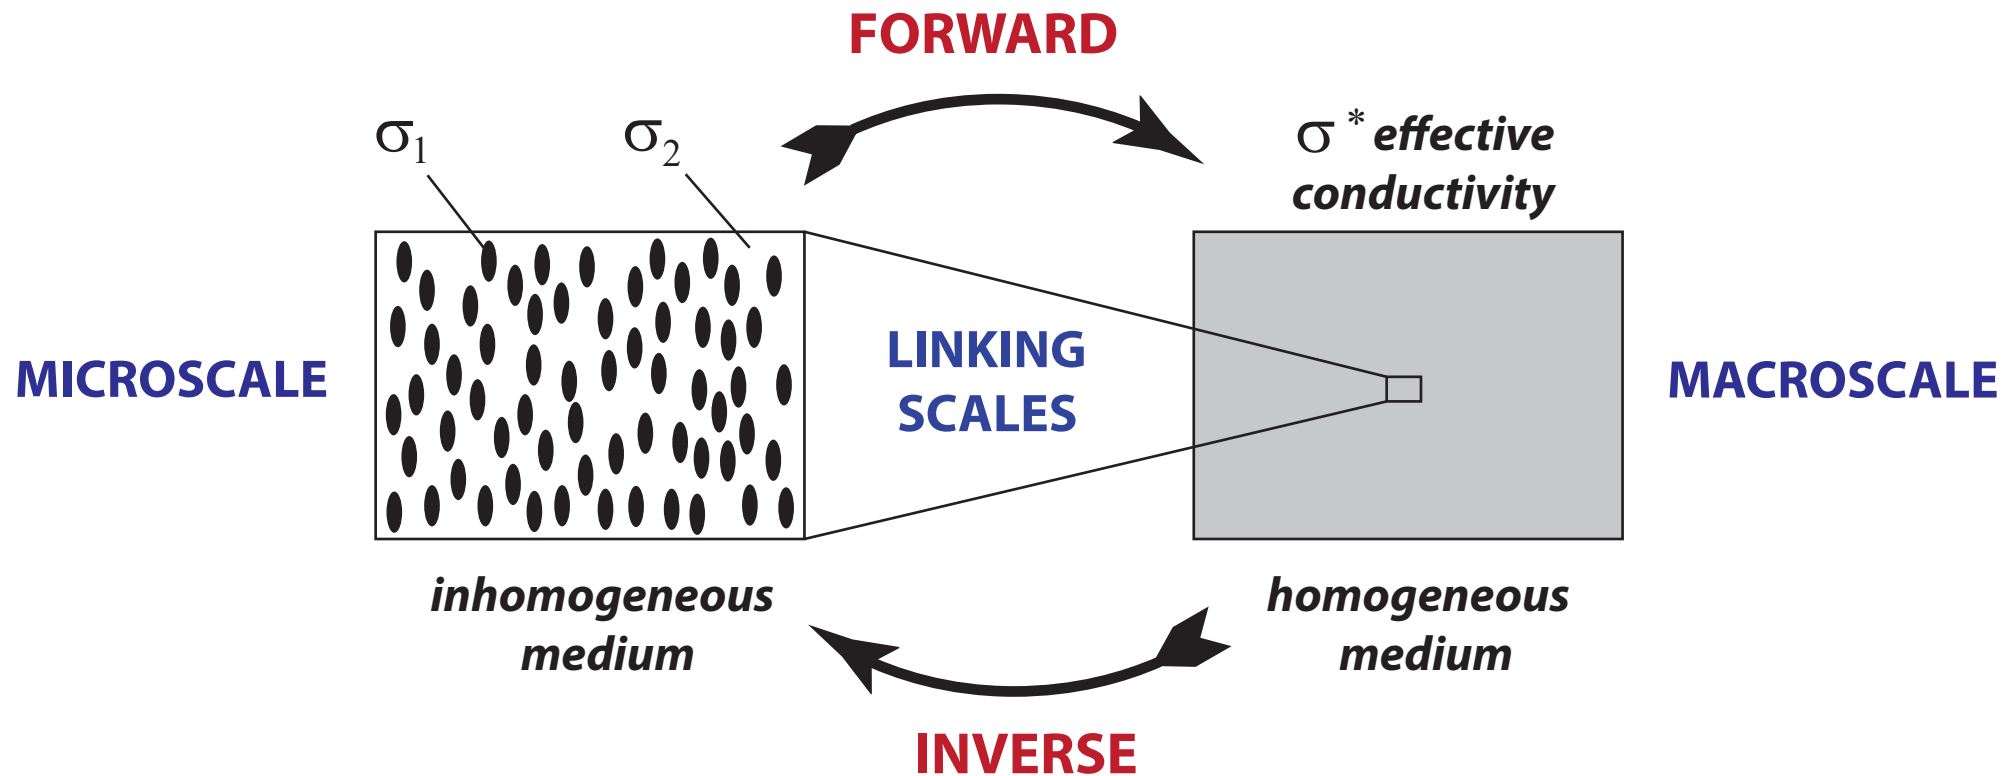 FORWARD
σ1
σ2
σ* effective
conductivity
MICROSCALE
LINKING
SCALES
MACROSCALE
inhomogeneous
medium
homogeneous
medium
INVERSE